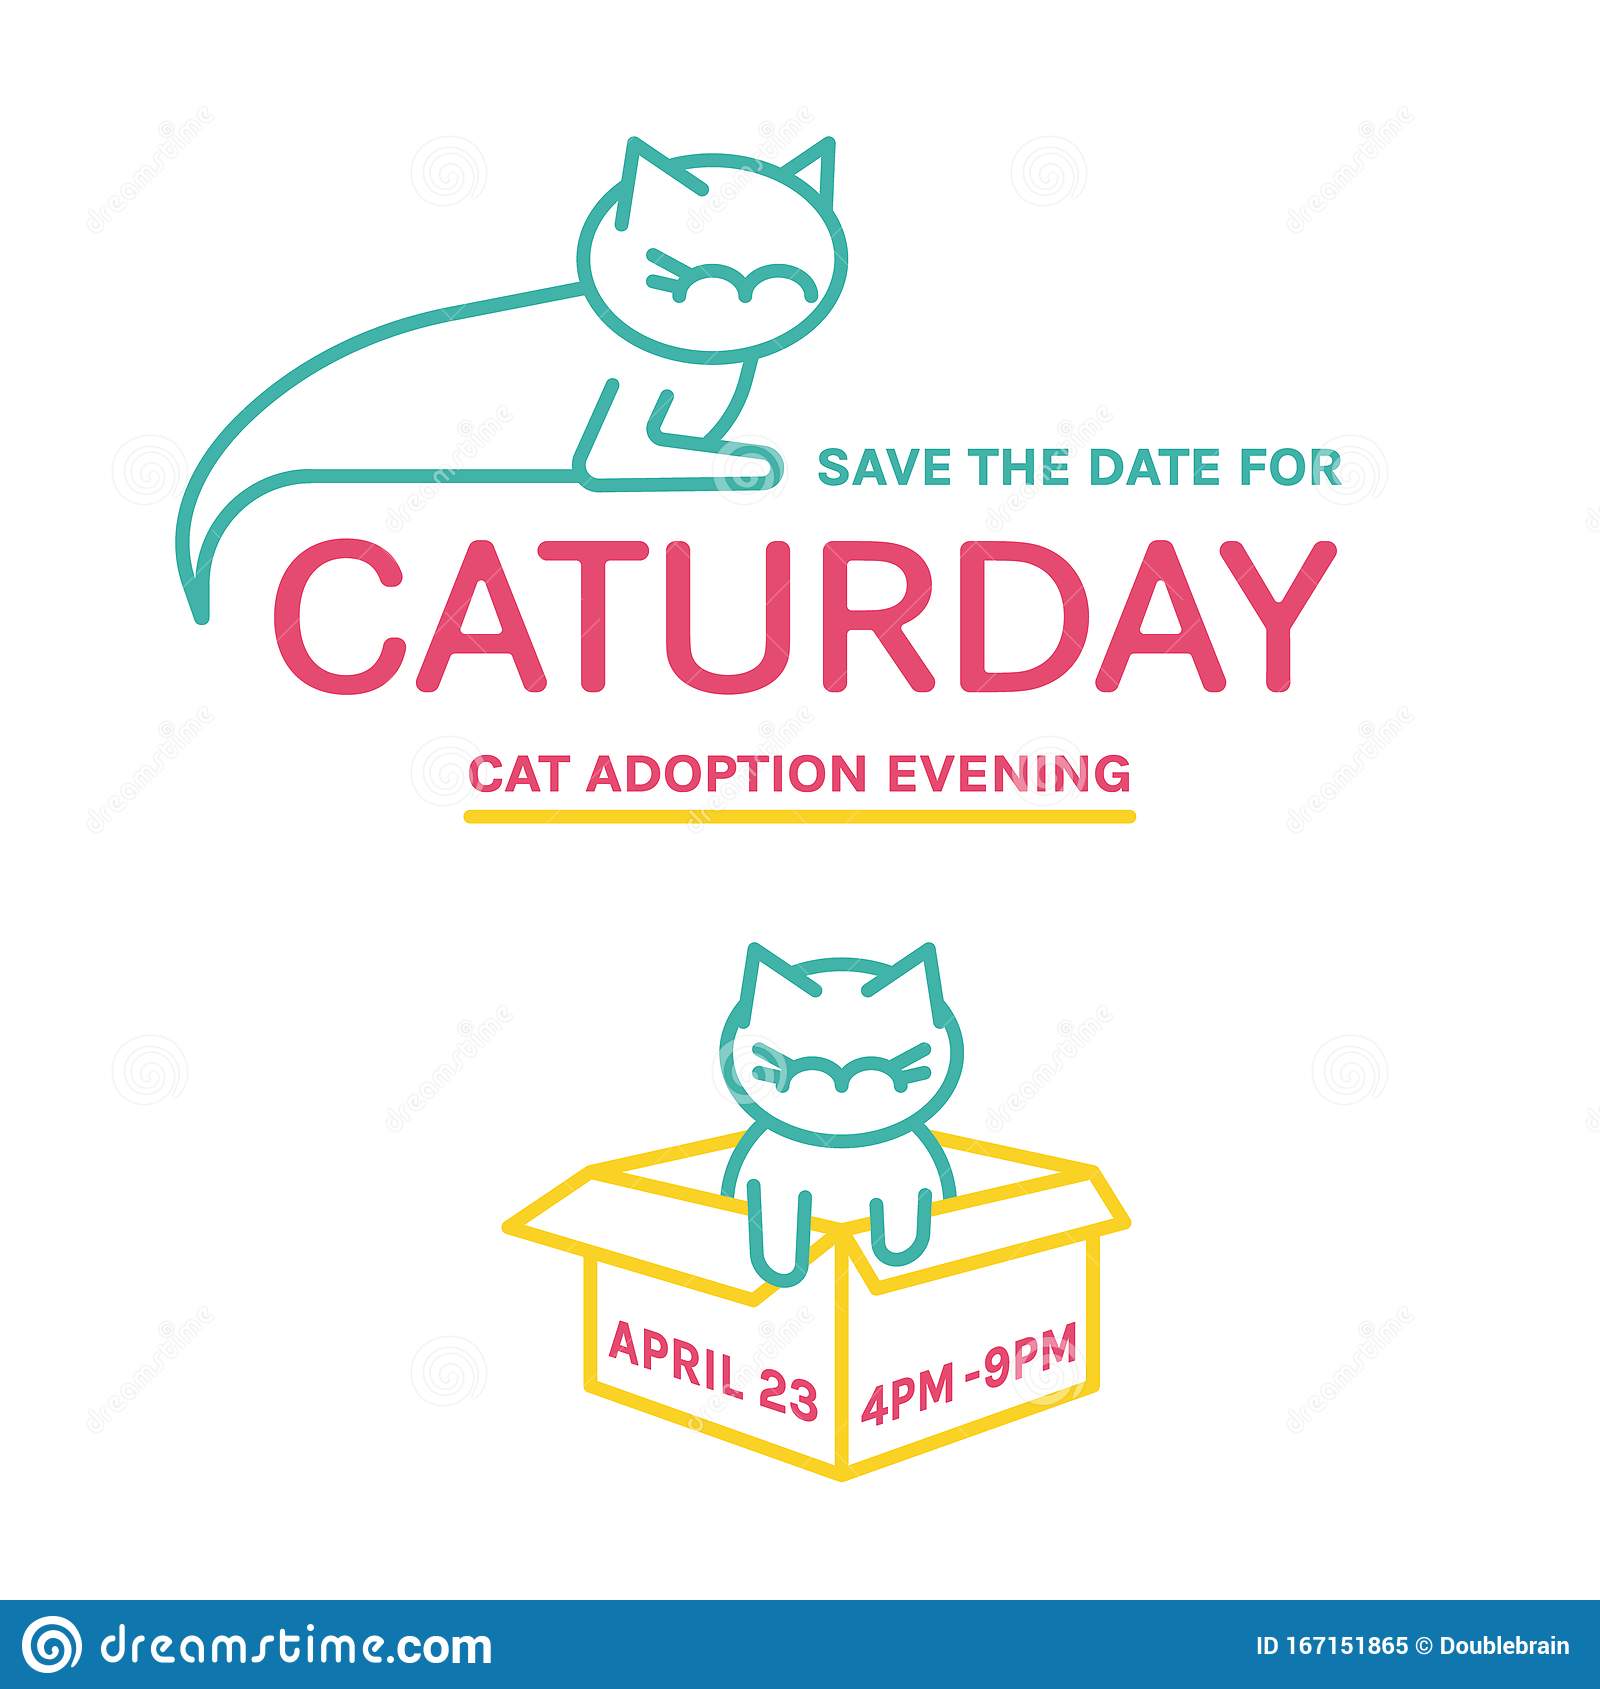 SAVE THE DATE FOR
CATURDAY
CAT ADOPTION EVENING
APRIL 23
4PM -9PM
dreamstime.com
ID 167151865 © Doublebrain